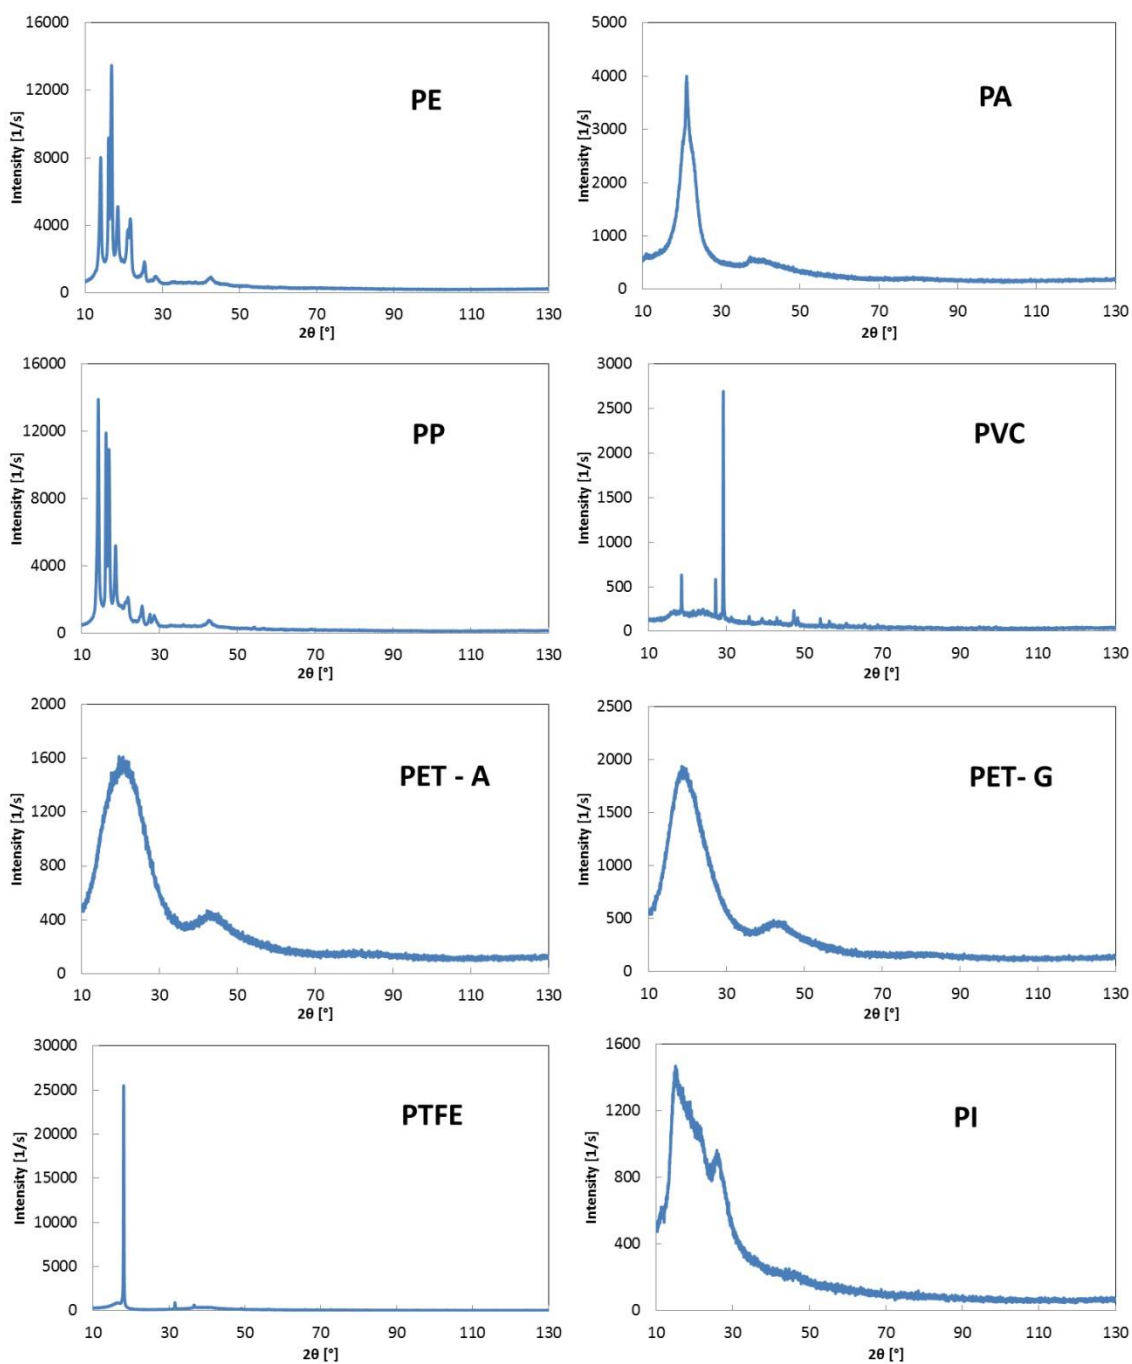 PE
Intensity [1/s]
16000
12000
8000
4000
0
10 30 50 70 90 110 130
2θ [°]
PA
Intensity [1/s]
5000
4000
3000
2000
1000
0
10 30 50 70 90 110 130
2θ [°]
PP
Intensity [1/s]
16000
12000
8000
4000
0
10 30 50 70 90 110 130
2θ [°]
PVC
Intensity [1/s]
3000
2500
2000
1500
1000
500
0
10 30 50 70 90 110 130
2θ [°]
PET - A
Intensity [1/s]
2000
1600
1200
800
400
0
10 30 50 70 90 110 130
2θ [°]
PET- G
Intensity [1/s]
2500
2000
1500
1000
500
0
10 30 50 70 90 110 130
2θ [°]
PTFE
Intensity [1/s]
30000
25000
20000
15000
10000
5000
0
10 30 50 70 90 110 130
2θ [°]
PI
Intensity [1/s]
1600
1200
800
400
0
10 30 50 70 90 110 130
2θ [°]